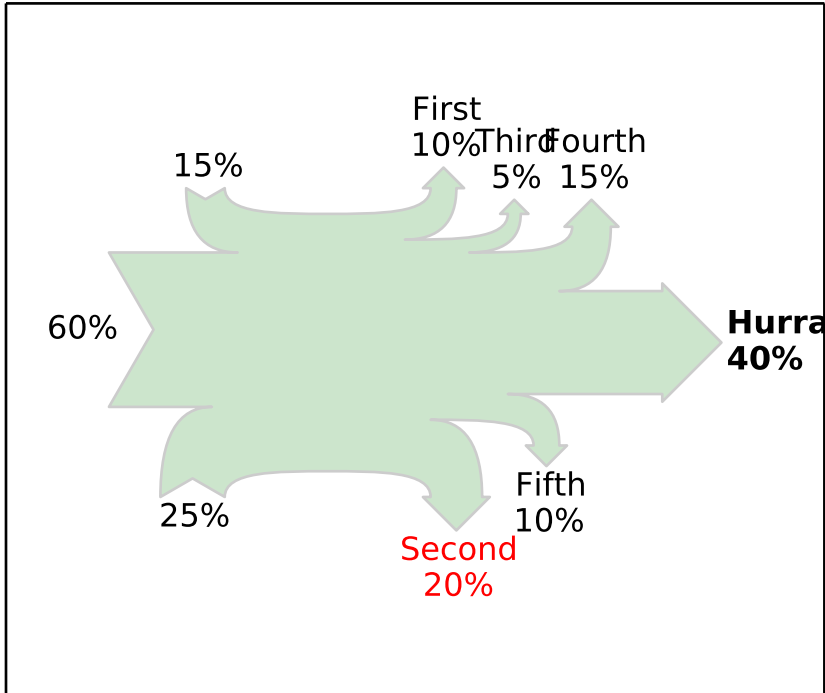 First
10%
Third
5%
Fourth
15%
15%
60%
Hurra
40%
25%
Fifth
10%
Second
20%